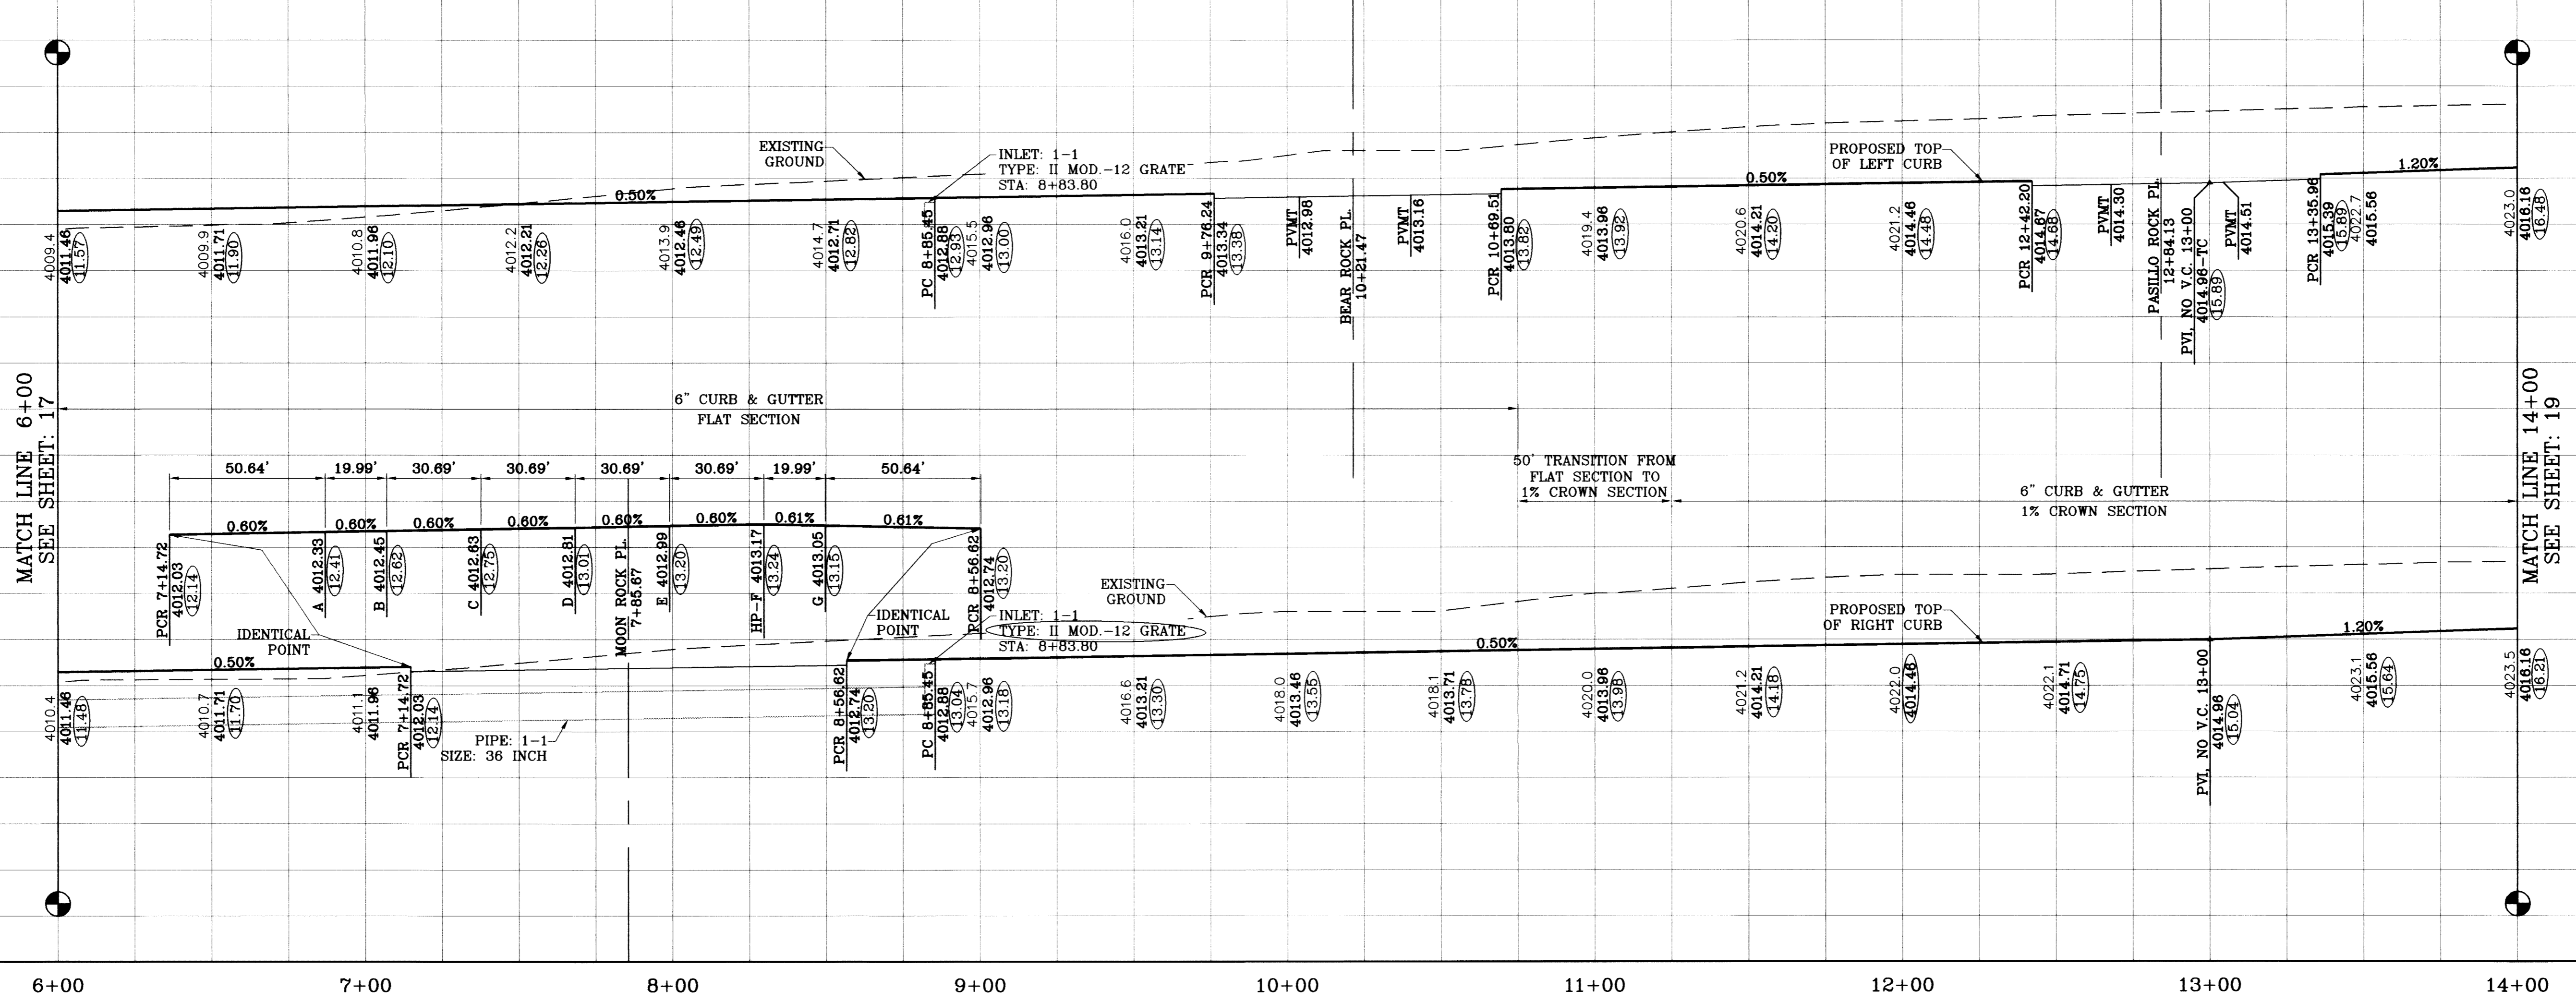 EXISTING
GROUND
INLET: 1-1
TYPE: II MOD.-12 GRATE
STA: 8+83.80
PROPOSED TOP
OF LEFT CURB
0.50%
0.50%
1.20%
4009.4
4011.46
11.57
4009.9
4011.71
11.90
4010.8
4011.96
12.10
4012.2
4012.21
12.26
4013.9
4012.46
12.49
4014.7
4012.71
12.82
PC 8+85.45
4012.88
12.93
4015.5
4012.96
13.00
4016.0
4013.21
13.14
PCR 9+76.24
4013.34
13.38
PVMT
4012.98
BEAR ROCK PL.
10+21.47
PVMT
4013.16
PCR 10+69.51
4013.80
13.82
4019.4
4013.96
13.92
4020.6
4014.21
14.20
4021.2
4014.46
14.48
PCR 12+42.20
4014.67
14.68
PVMT
4014.30
PASILLO ROCK PL.
12+84.13
PVI, NO V.C. 13+00
4014.96-TC
15.89
PVMT
4014.51
PCR 13+35.96
4015.39
15.89
4022.7
4015.56
4023.0
4016.16
16.48
MATCH LINE 6+00
SEE SHEET: 17
6" CURB & GUTTER
FLAT SECTION
50' TRANSITION FROM
FLAT SECTION TO
1% CROWN SECTION
6" CURB & GUTTER
1% CROWN SECTION
MATCH LINE 14+00
SEE SHEET: 19
50.64'
19.99'
30.69'
30.69'
30.69'
30.69'
19.99'
50.64'
0.60%
0.60%
0.60%
0.60%
0.60%
0.60%
0.61%
0.61%
PCR 7+14.72
4012.03
12.14
A 4012.33
12.41
B 4012.45
12.62
C 4012.63
12.75
D 4012.81
13.01
MOON ROCK PL.
7+85.67
E 4012.99
13.20
HP-F 4013.17
13.24
G 4013.05
13.15
PCR 8+56.62
4012.74
13.20
IDENTICAL
POINT
IDENTICAL
POINT
EXISTING
GROUND
INLET: 1-1
TYPE: II MOD.-12 GRATE
STA: 8+83.80
PROPOSED TOP
OF RIGHT CURB
0.50%
0.50%
1.20%
4010.4
4011.46
11.48
4010.7
4011.71
11.70
4011.1
4011.96
PCR 7+14.72
4012.03
12.14
PIPE: 1-1
SIZE: 36 INCH
PCR 8+56.62
4012.74
13.20
PC 8+85.45
4012.88
13.04
4015.7
4012.96
13.18
4016.6
4013.21
13.30
4018.0
4013.46
13.55
4018.1
4013.71
13.78
4020.0
4013.96
13.98
4021.2
4014.21
14.18
4022.0
4014.46
4022.1
4014.71
14.75
PVI, NO V.C. 13+00
4014.96
15.04
4023.1
4015.56
15.64
4023.5
4016.16
16.21
6+00
7+00
8+00
9+00
10+00
11+00
12+00
13+00
14+00